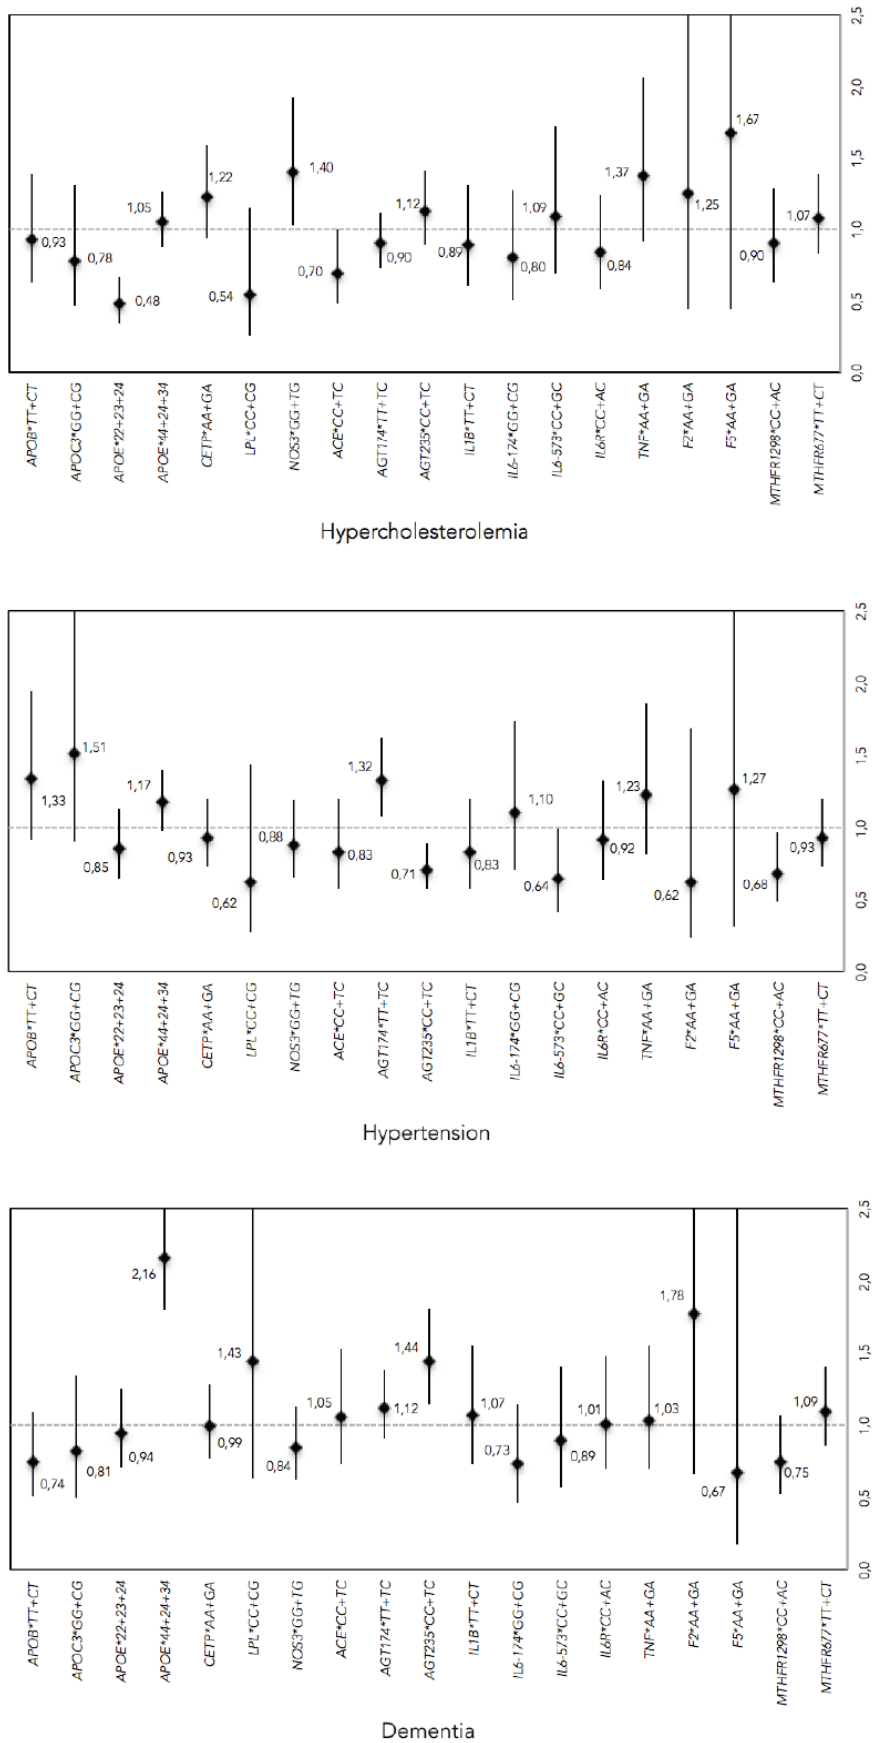 2,5
2,0
1,5
1,0
0,5
0,0
0,93
0,78
0,48
1,05
1,22
0,54
1,40
0,70
0,90
1,12
0,89
0,80
1,09
0,84
1,37
1,25
1,67
0,90
1,07
APOB*TT+CT
APOC3*GG+CG
APOE*22+23+24
APOE*44+24+34
CETP*AA+GA
LPL*CC+CG
NOS3*GG+TG
ACE*CC+TC
AGT174*TT+TC
AGT235*CC+TC
IL1B*TT+CT
IL6-174*GG+CG
IL6-573*CC+GC
IL6R*CC+AC
TNF*AA+GA
F2*AA+GA
F5*AA+GA
MTHFR1298*CC+AC
MTHFR677*TT+CT
Hypercholesterolemia
2,5
2,0
1,5
1,0
0,5
0,0
1,33
1,51
0,85
1,17
0,93
0,62
0,88
0,83
1,32
0,71
0,83
1,10
0,64
0,92
1,23
0,62
1,27
0,68
0,93
APOB*TT+CT
APOC3*GG+CG
APOE*22+23+24
APOE*44+24+34
CETP*AA+GA
LPL*CC+CG
NOS3*GG+TG
ACE*CC+TC
AGT174*TT+TC
AGT235*CC+TC
IL1B*TT+CT
IL6-174*GG+CG
IL6-573*CC+GC
IL6R*CC+AC
TNF*AA+GA
F2*AA+GA
F5*AA+GA
MTHFR1298*CC+AC
MTHFR677*TT+CT
Hypertension
2,5
2,0
1,5
1,0
0,5
0,0
0,74
0,81
0,94
2,16
0,99
1,43
0,84
1,05
1,12
1,44
1,07
0,73
0,89
1,01
1,03
1,78
0,67
0,75
1,09
APOB*TT+CT
APOC3*GG+CG
APOE*22+23+24
APOE*44+24+34
CETP*AA+GA
LPL*CC+CG
NOS3*GG+TG
ACE*CC+TC
AGT174*TT+TC
AGT235*CC+TC
IL1B*TT+CT
IL6-174*GG+CG
IL6-573*CC+GC
IL6R*CC+AC
TNF*AA+GA
F2*AA+GA
F5*AA+GA
MTHFR1298*CC+AC
MTHFR677*TT+CT
Dementia